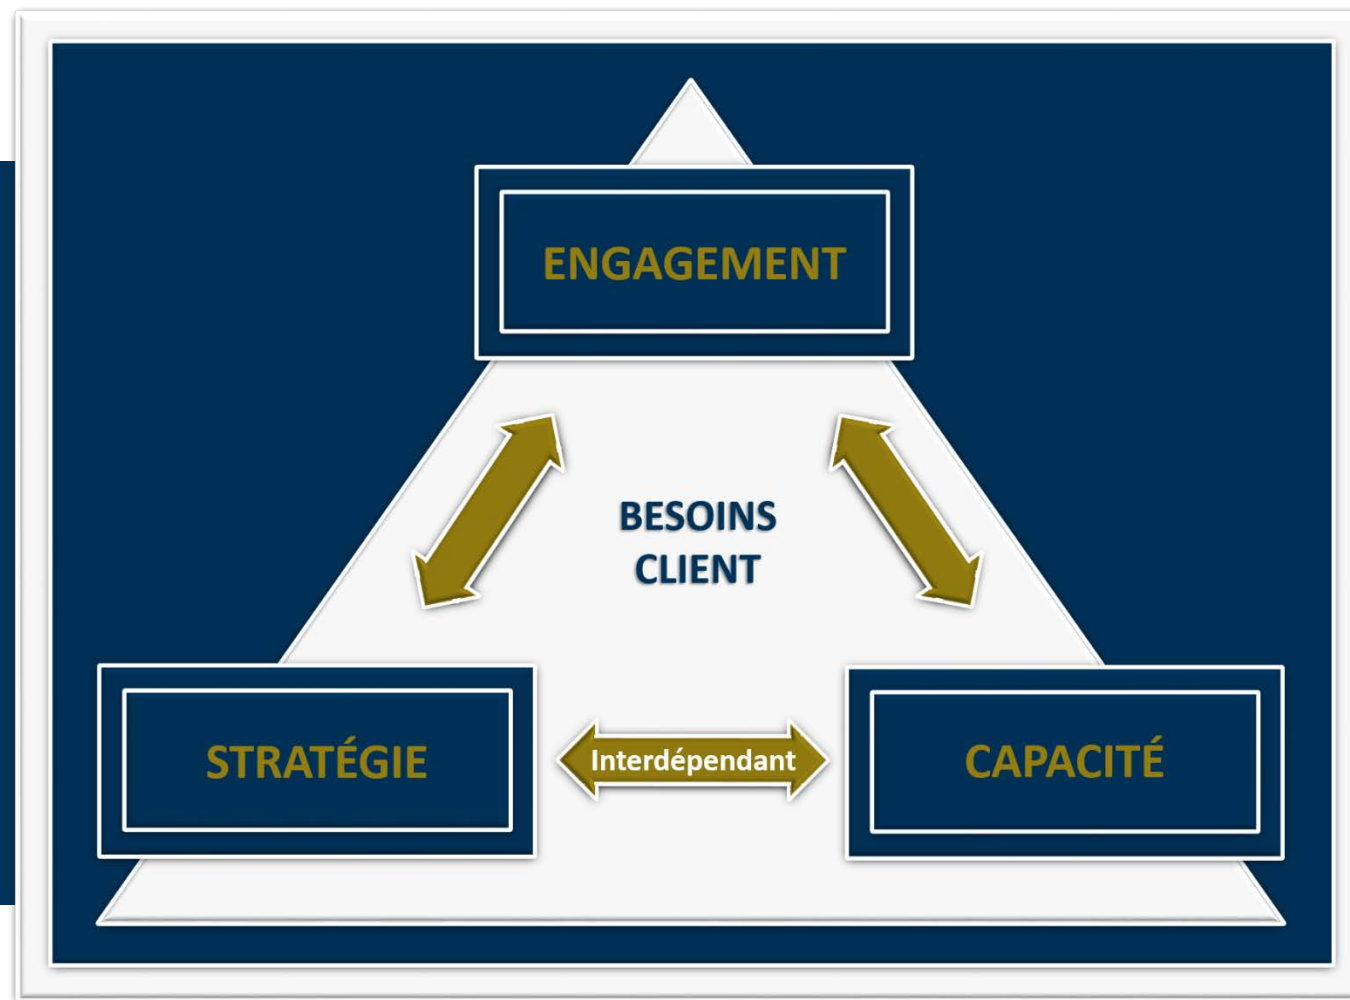 ENGAGEMENT
BESOINS
CLIENT
STRATÉGIE
Interdépendant
CAPACITÉ